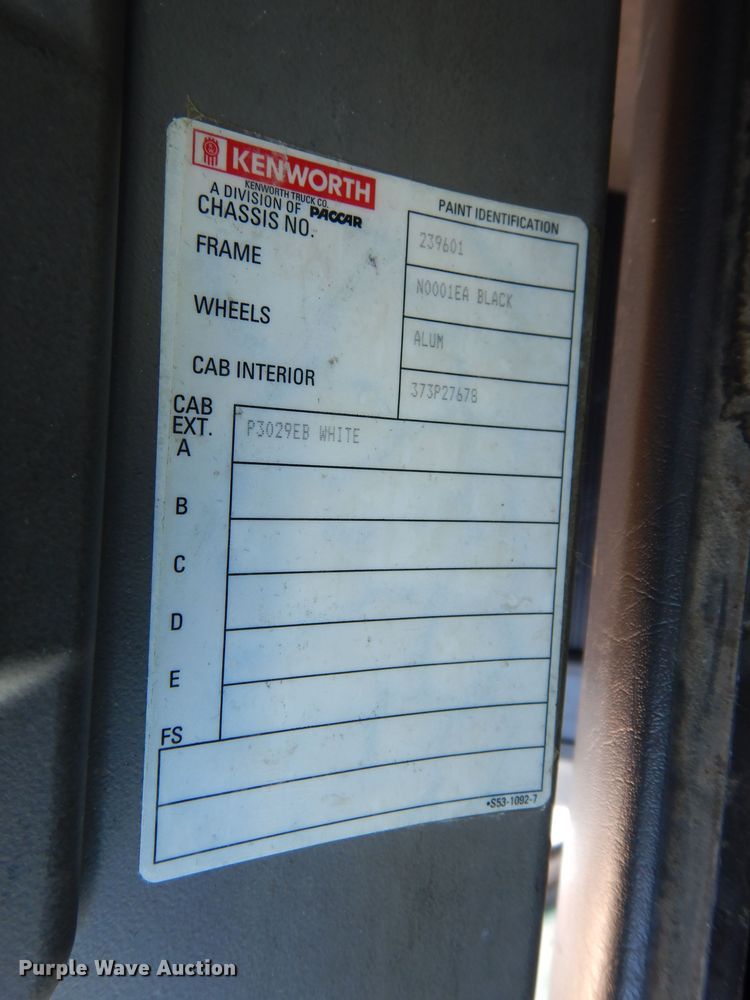 KENWORTH
KENWORTH TRUCK CO.
A DIVISION OF PACCAR
PAINT IDENTIFICATION
CHASSIS NO. 239601
FRAME N0001EA BLACK
WHEELS ALUM
CAB INTERIOR 373P27678
CAB
EXT.
A P3029EB WHITE
B
C
D
E
FS
•S53-1092-7
Purple Wave Auction